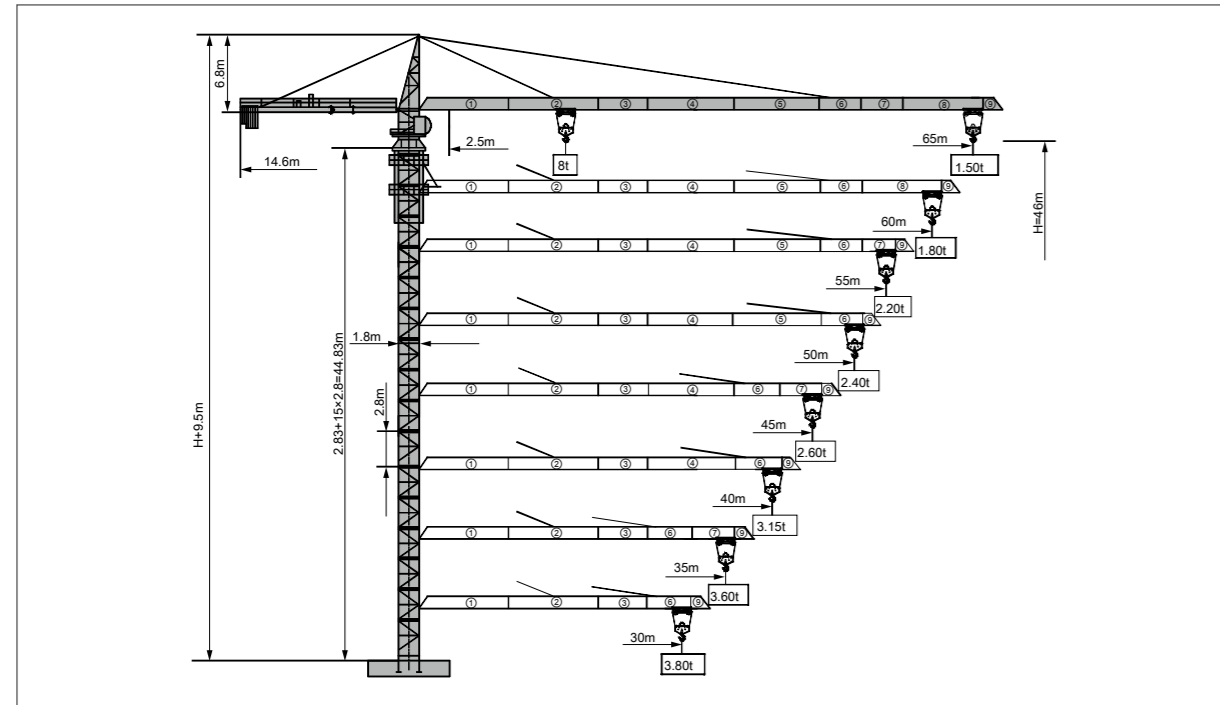 6.8m
① ② ③ ④ ⑤ ⑥ ⑦ ⑧ ⑨
14.6m
2.5m
8t
65m
1.50t
H=46m
① ② ③ ④ ⑤ ⑥ ⑧ ⑨
60m
1.80t
① ② ③ ④ ⑤ ⑥ ⑦ ⑨
55m
2.20t
① ② ③ ④ ⑤ ⑥ ⑨
1.8m
50m
2.40t
① ② ③ ④ ⑥ ⑦ ⑨
2.8m
2.83+15×2.8=44.83m
H+9.5m
45m
2.60t
① ② ③ ④ ⑥ ⑨
40m
3.15t
① ② ③ ⑥ ⑦ ⑨
35m
3.60t
① ② ③ ⑥ ⑨
30m
3.80t